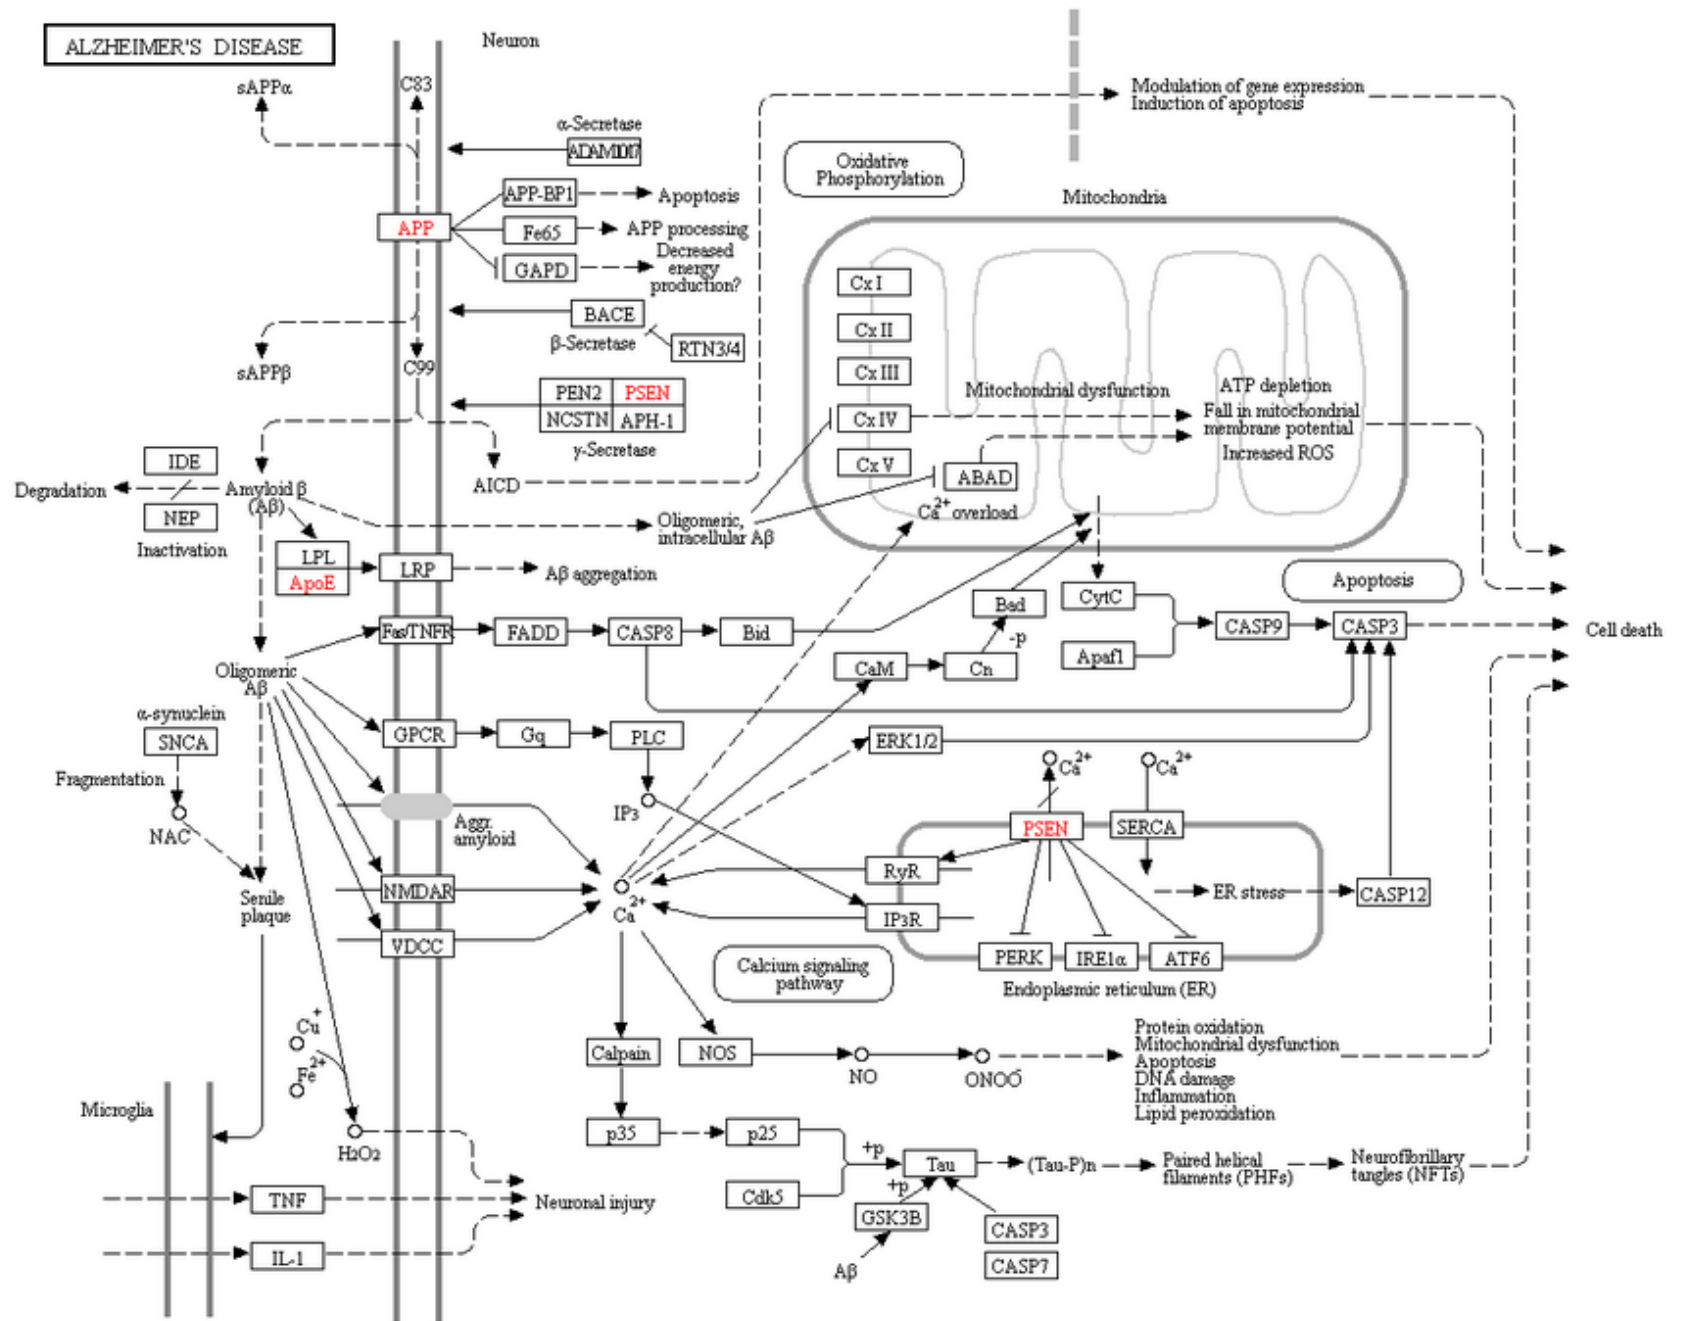 ALZHEIMER'S DISEASE
Neuron
sAPPα
C83
Modulation of gene expression
Induction of apoptosis
α-Secretase
Oxidative
Phosphorylation
APP-BP1
Apoptosis
Mitochondria
APP
Fe65
APP processing
GAPD
Decreased
energy
production?
Cx I
BACE
β-Secretase
RTN3/4
Cx II
sAPPβ
C99
Cx III
PEN2
PSEN
NCSTN
APH-1
γ-Secretase
Mitochondrial dysfunction
ATP depletion
Cx IV
Fall in mitochondrial
membrane potential
Increased ROS
Cx V
ABAD
IDE
Degradation
Amyloid β
(Aβ)
NEP
Inactivation
AICD
Oligomeric,
intracellular Aβ
Ca2+ overload
LPL
ApoE
LRP
Aβ aggregation
Apoptosis
Fas/TNFR
FADD
CASP8
Bid
Bad
-p
CytC
CASP9
CASP3
Cell death
CaM
Cn
Apaf1
Oligomeric
Aβ
α-synuclein
SNCA
Fragmentation
NAC
GPCR
Gq
PLC
ERK1/2
Ca2+
Ca2+
IP3
Aggr.
amyloid
PSEN
SERCA
RyR
Senile
plaque
NMDAR
Ca2+
ER stress
CASP12
IP3R
VDCC
Calcium signaling
pathway
PERK
IRE1α
ATF6
Endoplasmic reticulum (ER)
Cu+
Fe2+
Calpain
NOS
NO
ONOO-
Protein oxidation
Mitochondrial dysfunction
Apoptosis
DNA damage
Inflammation
Lipid peroxidation
Microglia
H2O2
p35
p25
+p
Tau
(Tau-P)n
Paired helical
filaments (PHFs)
Neurofibrillary
tangles (NFTs)
TNF
Neuronal injury
Cdk5
+p
GSK3B
CASP3
IL-1
Aβ
CASP7